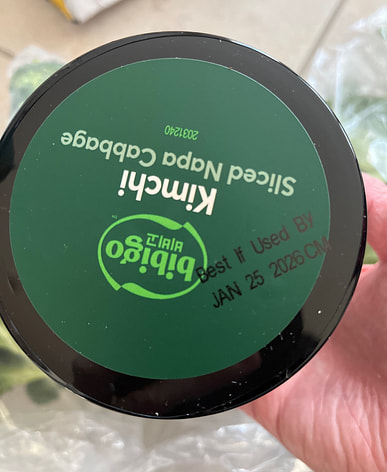 bibigo
비비고
Kimchi
Sliced Napa Cabbage
2031240
Best If Used By
JAN 25 2026 CM